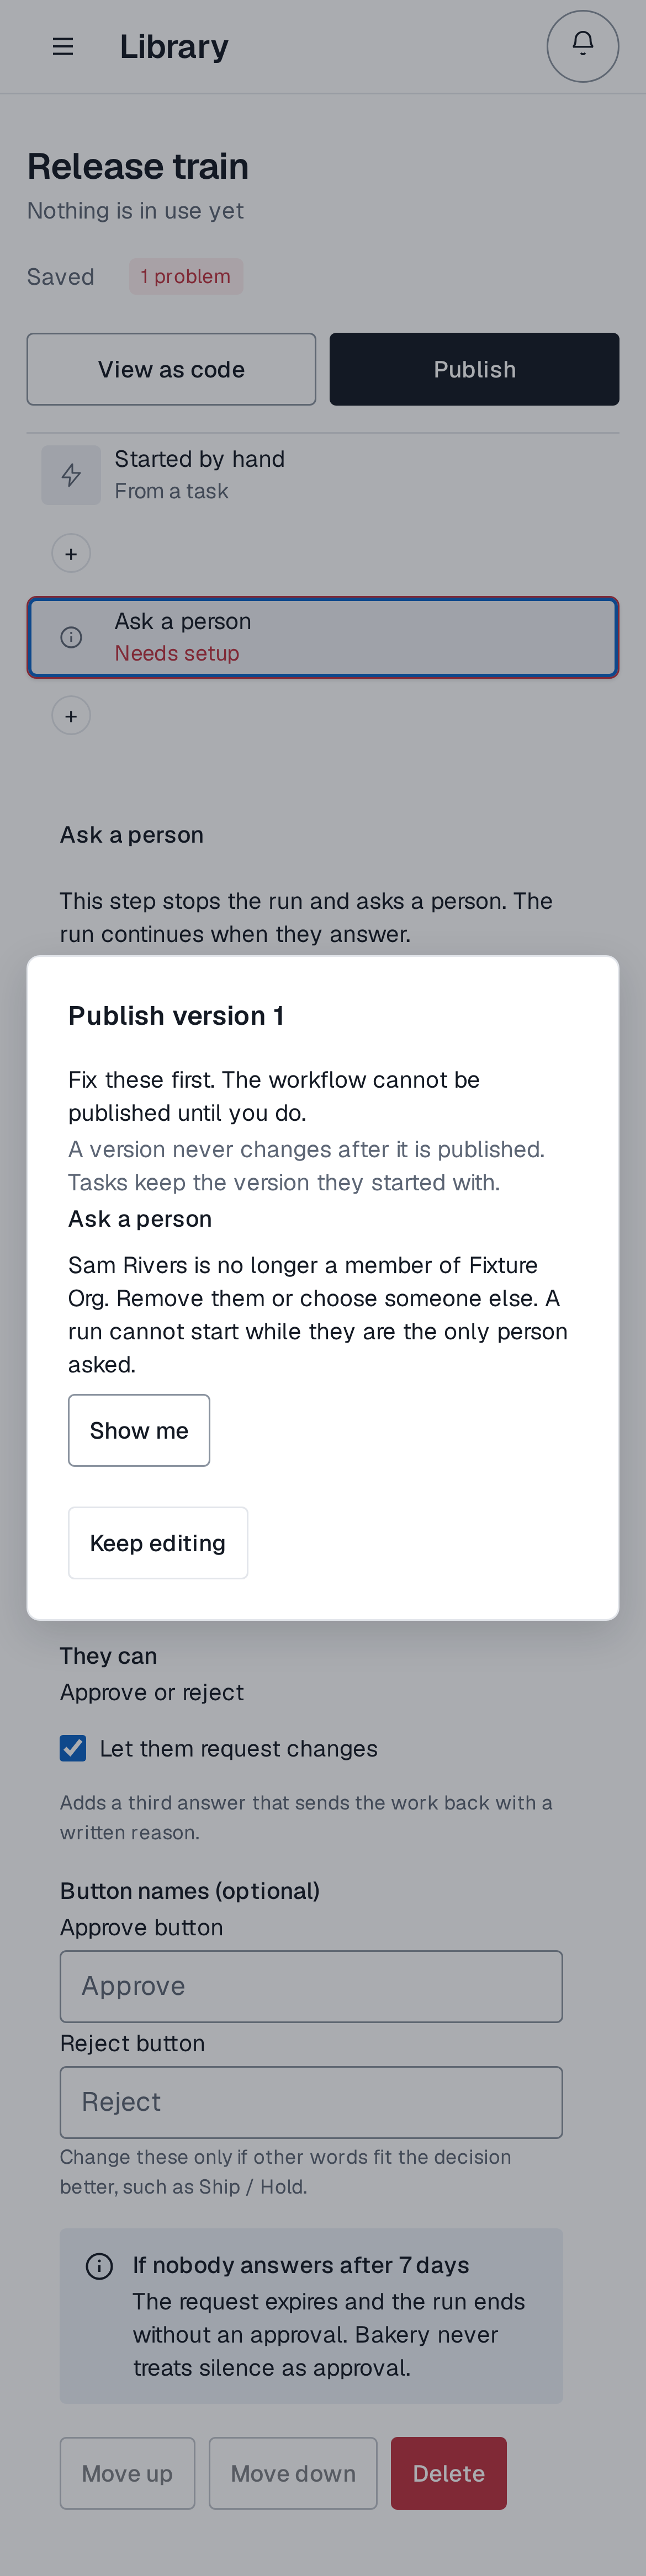 Library
Release train
Nothing is in use yet
Saved
1 problem
View as code
Publish
Started by hand
From a task
+
Ask a person
Needs setup
+
Ask a person
This step stops the run and asks a person. The
run continues when they answer.
Publish version 1
Fix these first. The workflow cannot be
published until you do.
A version never changes after it is published.
Tasks keep the version they started with.
Ask a person
Sam Rivers is no longer a member of Fixture
Org. Remove them or choose someone else. A
run cannot start while they are the only person
asked.
Show me
Keep editing
They can
Approve or reject
Let them request changes
Adds a third answer that sends the work back with a
written reason.
Button names (optional)
Approve button
Approve
Reject button
Reject
Change these only if other words fit the decision
better, such as Ship / Hold.
If nobody answers after 7 days
The request expires and the run ends
without an approval. Bakery never
treats silence as approval.
Move up
Move down
Delete